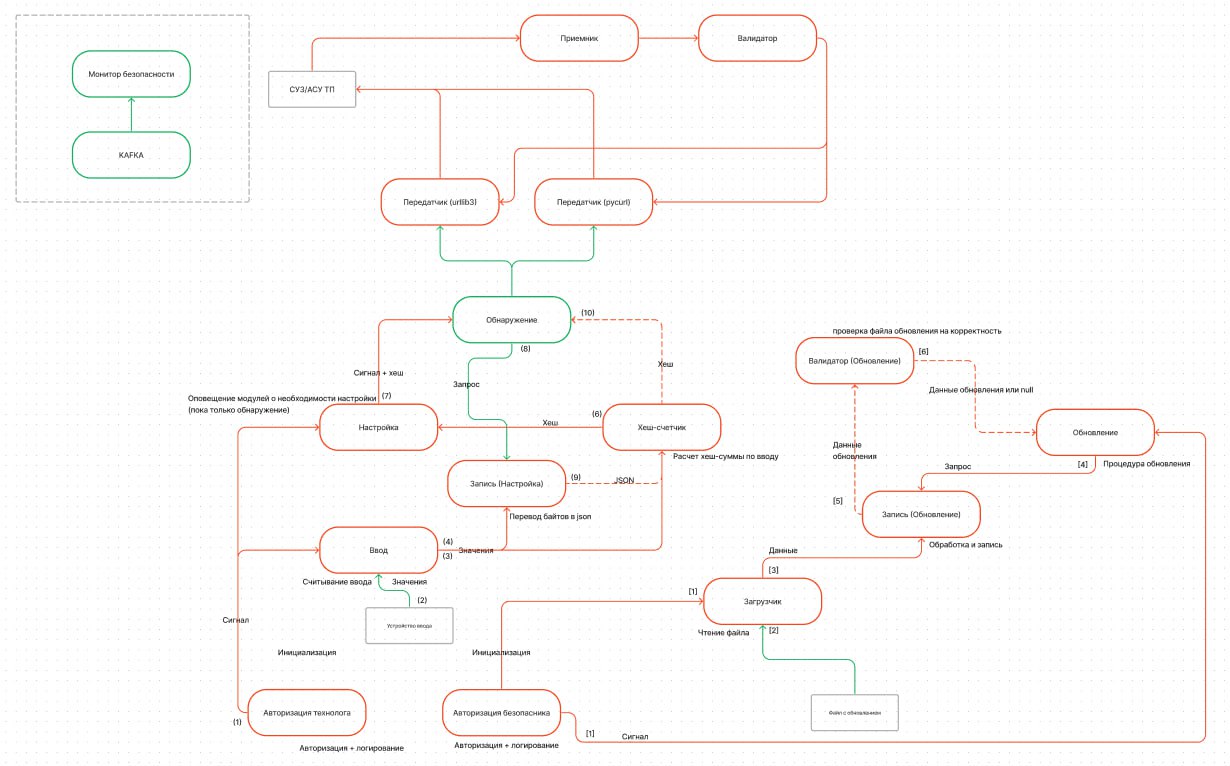 Приемник
Валидатор
Монитор безопасности
СУЗ/АСУ ТП
KAFKA
Передатчик (urllib3)
Передатчик (pycurl)
Обнаружение
(10)
(8)
проверка файла обновления на корректность
Валидатор (Обновление)
[6]
Хеш
Сигнал + хеш
Запрос
Данные обновления или null
Оповещение модулей о необходимости настройки
(пока только обнаружение)
(7)
(6)
Настройка
Хеш
Хеш-счетчик
Обновление
Данные
обновления
Расчет хеш-суммы по вводу
[4]
Процедура обновления
Запрос
Запись (Настройка)
(9)
JSON
[5]
Запись (Обновление)
Перевод байтов в json
Обработка и запись
Ввод
(4)
(3)
Значения
Данные
[3]
Считывание ввода
Значения
(2)
[1]
Загрузчик
Устройство ввода
Сигнал
Чтение файла
[2]
Инициализация
Инициализация
Авторизация технолога
Авторизация безопасника
Файл с обновлением
(1)
[1]
Сигнал
Авторизация + логирование
Авторизация + логирование